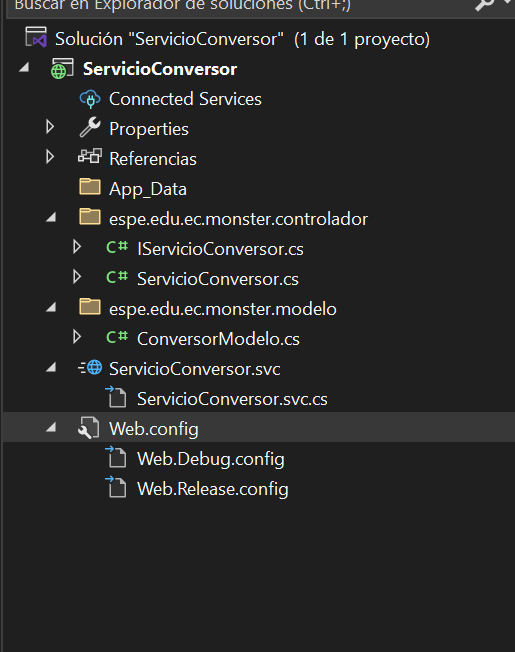 Buscar en Explorador de soluciones (Ctrl+;)
Solución "ServicioConversor" (1 de 1 proyecto)
ServicioConversor
Connected Services
Properties
Referencias
App_Data
espe.edu.ec.monster.controlador
C# IServicioConversor.cs
C# ServicioConversor.cs
espe.edu.ec.monster.modelo
C# ConversorModelo.cs
ServicioConversor.svc
ServicioConversor.svc.cs
Web.config
Web.Debug.config
Web.Release.config